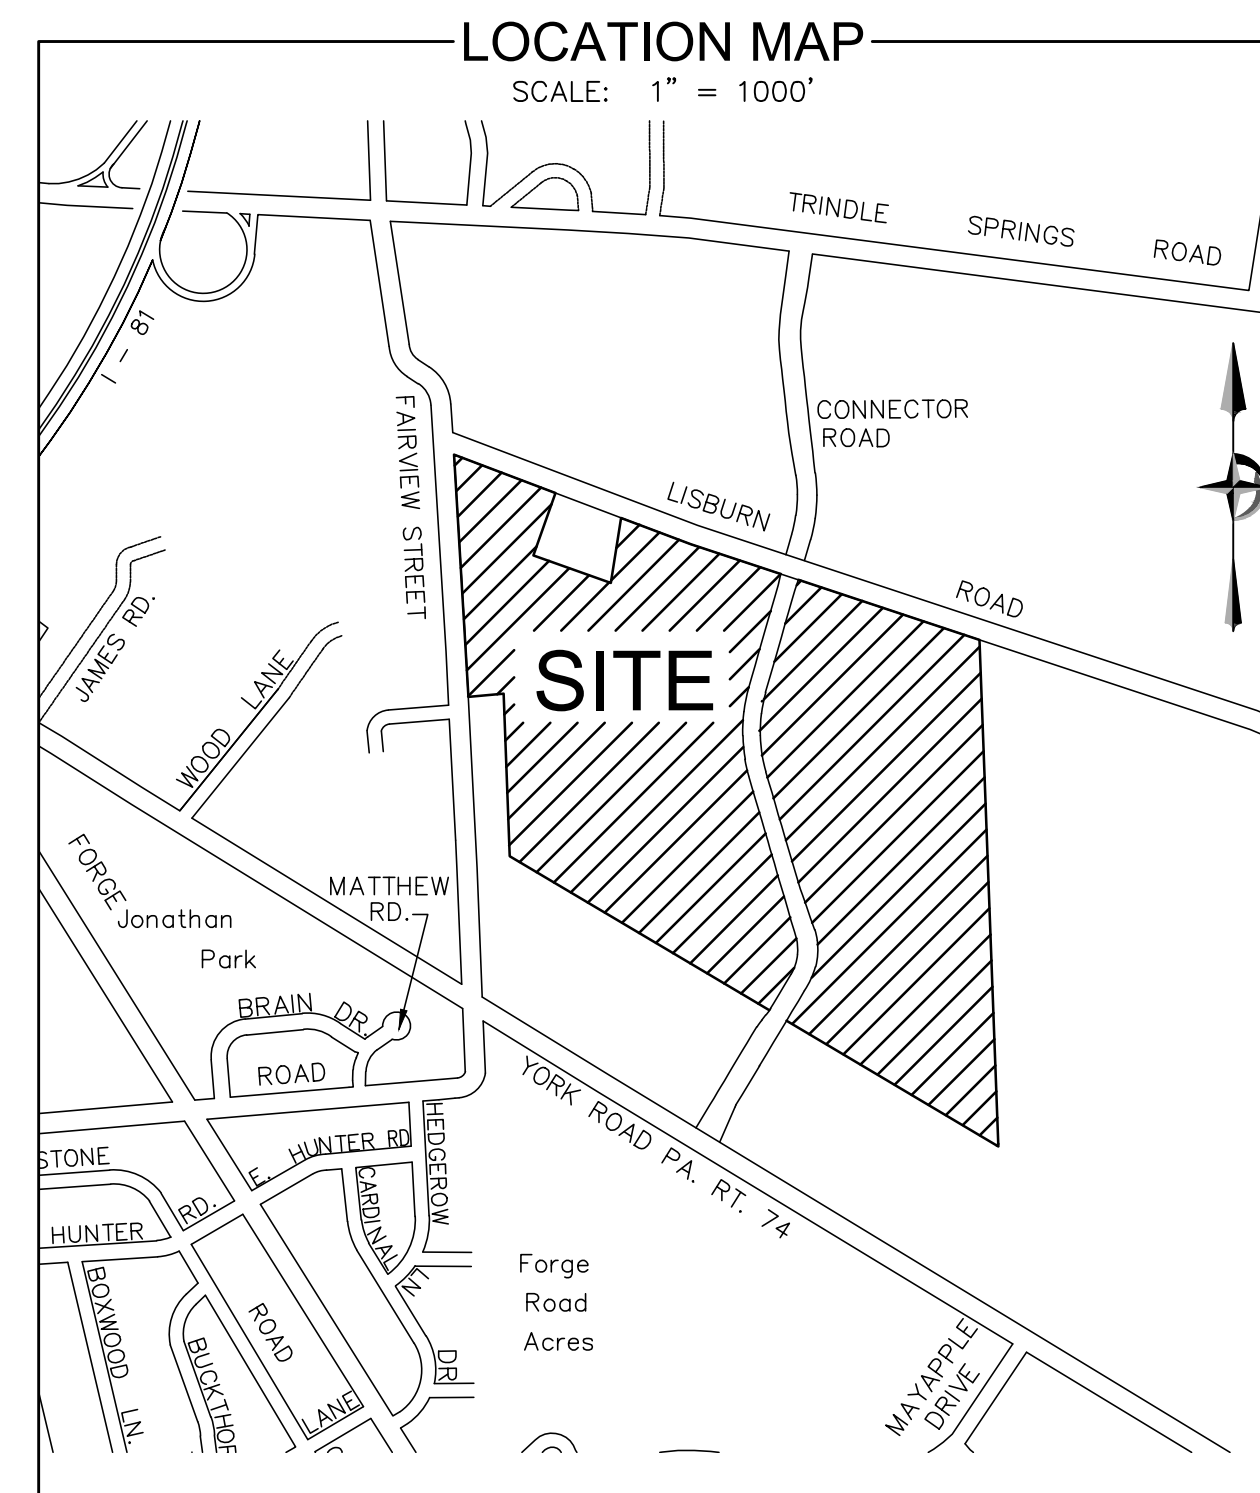 LOCATION MAP
SCALE: 1" = 1000'
TRINDLE SPRINGS ROAD
I - 81
FAIRVIEW STREET
CONNECTOR
ROAD
LISBURN ROAD
SITE
JAMES RD.
WOOD LANE
FORGE
Jonathan
Park
MATTHEW
RD.
BRAIN DR.
ROAD
YORK ROAD PA. RT. 74
STONE
E. HUNTER RD
HEDGEROW
CARDINAL
LN
HUNTER RD.
BOXWOOD LN.
BUCKTHOR
ROAD
LANE
DR
Forge
Road
Acres
MAYAPPLE
DRIVE